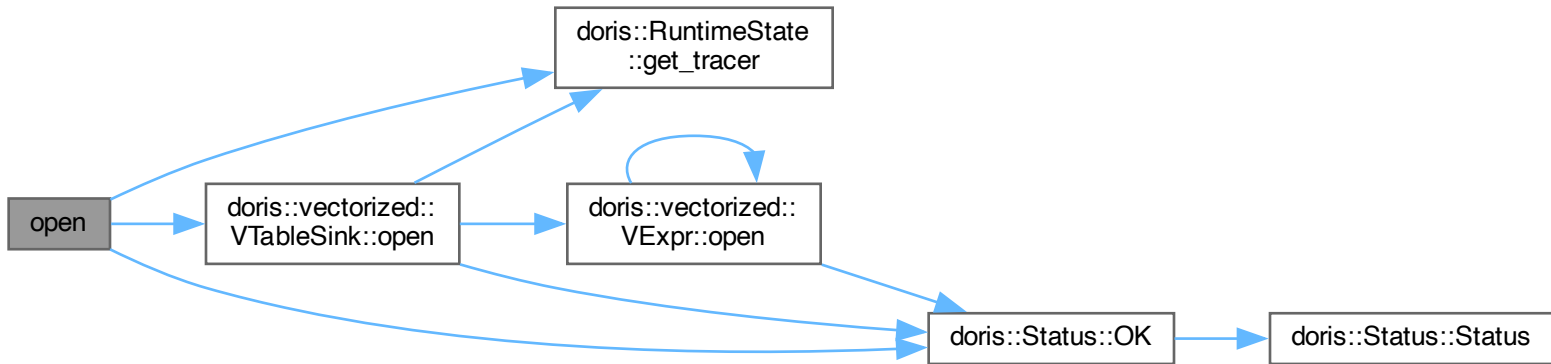 doris::RuntimeState
::get_tracer
open
doris::vectorized::
VTableSink::open
doris::vectorized::
VExpr::open
doris::Status::OK
doris::Status::Status